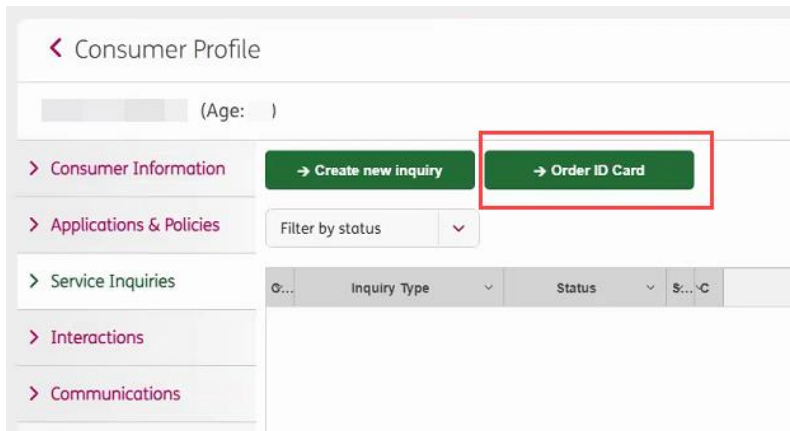 Consumer Profile
(Age: )
Consumer Information
Create new inquiry
Order ID Card
Applications & Policies
Filter by status
Service Inquiries
Inquiry Type
Status
S...
C
Interactions
Communications